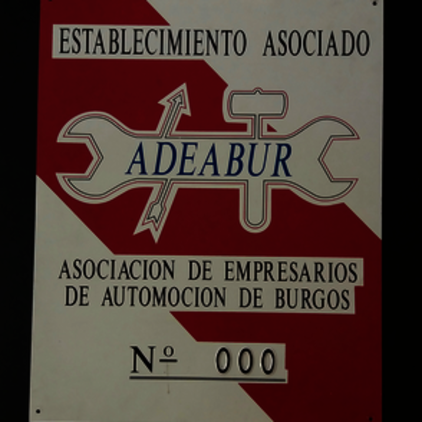 ESTABLECIMIENTO ASOCIADO
ADEABUR
ASOCIACION DE EMPRESARIOS
DE AUTOMOCION DE BURGOS
Nº 000